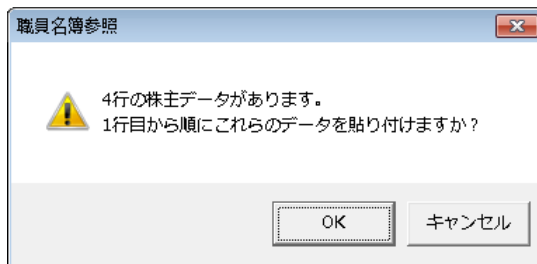 職員名簿参照
4行の株主データがあります。
1行目から順にこれらのデータを貼り付けますか？
OK
キャンセル